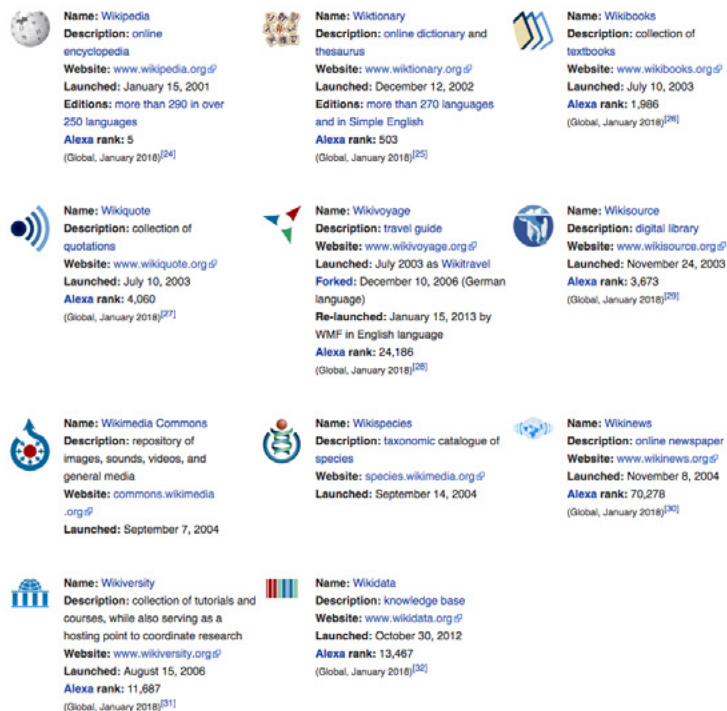 Name: Wikipedia
Description: online
encyclopedia
Website: www.wikipedia.org
Launched: January 15, 2001
Editions: more than 290 in over
250 languages
Alexa rank: 5
(Global, January 2018)[24]
Name: Wiktionary
Description: online dictionary and
thesaurus
Website: www.wiktionary.org
Launched: December 12, 2002
Editions: more than 270 languages
and in Simple English
Alexa rank: 503
(Global, January 2018)[25]
Name: Wikibooks
Description: collection of
textbooks
Website: www.wikibooks.org
Launched: July 10, 2003
Alexa rank: 1,986
(Global, January 2018)[26]
Name: Wikiquote
Description: collection of
quotations
Website: www.wikiquote.org
Launched: July 10, 2003
Alexa rank: 4,060
(Global, January 2018)[27]
Name: Wikivoyage
Description: travel guide
Website: www.wikivoyage.org
Launched: July 2003 as Wikitravel
Forked: December 10, 2006 (German
language)
Re-launched: January 15, 2013 by
WMF in English language
Alexa rank: 24,186
(Global, January 2018)[28]
Name: Wikisource
Description: digital library
Website: www.wikisource.org
Launched: November 24, 2003
Alexa rank: 3,673
(Global, January 2018)[29]
Name: Wikimedia Commons
Description: repository of
images, sounds, videos, and
general media
Website: commons.wikimedia
.org
Launched: September 7, 2004
Name: Wikispecies
Description: taxonomic catalogue of
species
Website: species.wikimedia.org
Launched: September 14, 2004
Name: Wikinews
Description: online newspaper
Website: www.wikinews.org
Launched: November 8, 2004
Alexa rank: 70,278
(Global, January 2018)[30]
Name: Wikiversity
Description: collection of tutorials and
courses, while also serving as a
hosting point to coordinate research
Website: www.wikiversity.org
Launched: August 15, 2006
Alexa rank: 11,687
(Global, January 2018)[31]
Name: Wikidata
Description: knowledge base
Website: www.wikidata.org
Launched: October 30, 2012
Alexa rank: 13,467
(Global, January 2018)[32]